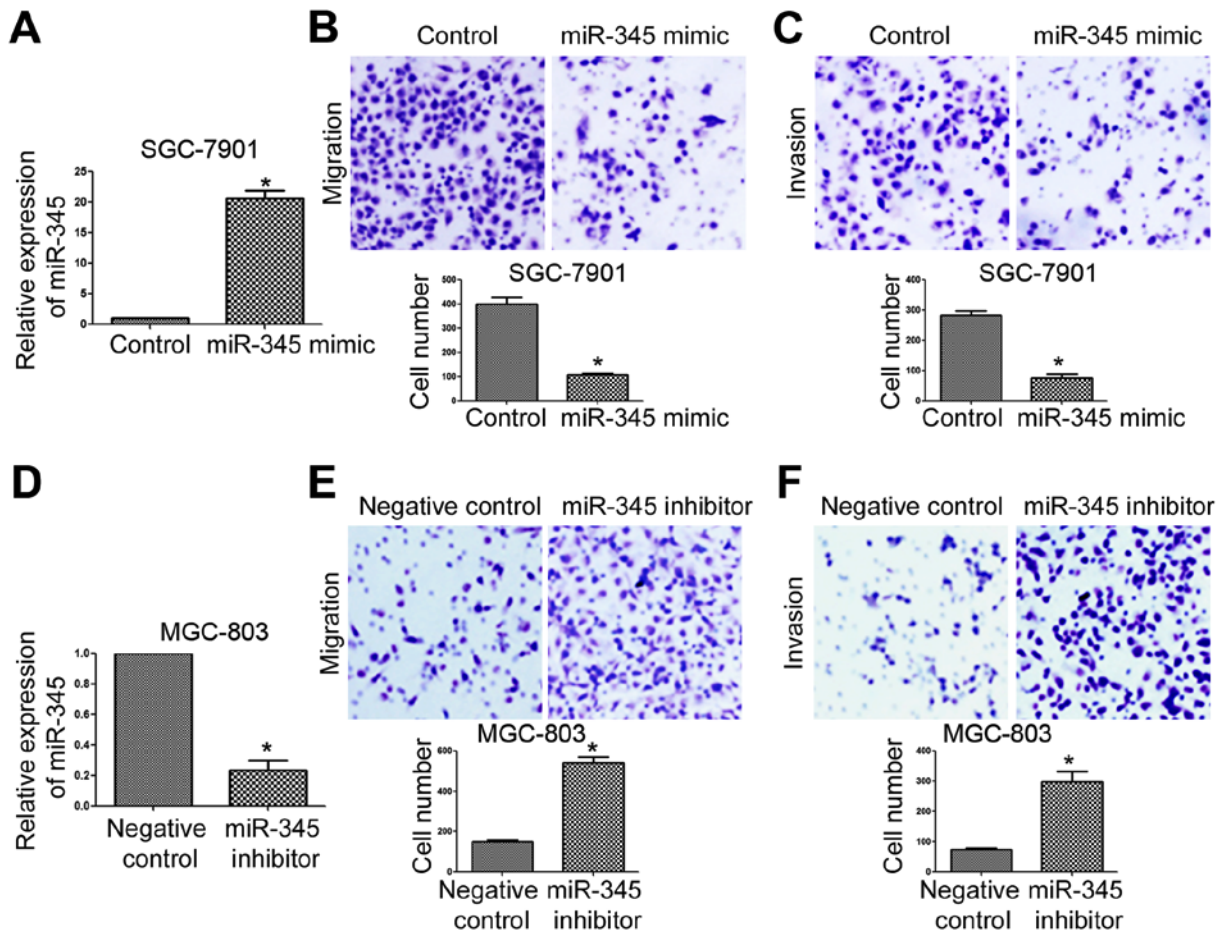 A
SGC-7901
Relative expression
of miR-345
25
20
15
10
5
0
*
Control
miR-345 mimic
B
Control
miR-345 mimic
Migration
SGC-7901
Cell number
500
400
300
200
100
0
*
Control
miR-345 mimic
C
Control
miR-345 mimic
Invasion
SGC-7901
Cell number
400
300
200
100
0
*
Control
miR-345 mimic
D
MGC-803
Relative expression
of miR-345
1.0
0.8
0.6
0.4
0.2
0.0
*
Negative
control
miR-345
inhibitor
E
Negative control
miR-345 inhibitor
Migration
MGC-803
Cell number
600
400
200
0
*
Negative
control
miR-345
inhibitor
F
Negative control
miR-345 inhibitor
Invasion
MGC-803
Cell number
400
300
200
100
0
*
Negative
control
miR-345
inhibitor